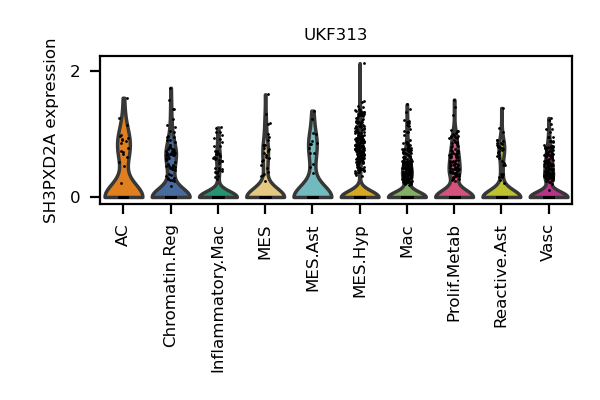 UKF313
SH3PXD2A expression
2
0
AC
Chromatin.Reg
Inflammatory.Mac
MES
MES.Ast
MES.Hyp
Mac
Prolif.Metab
Reactive.Ast
Vasc